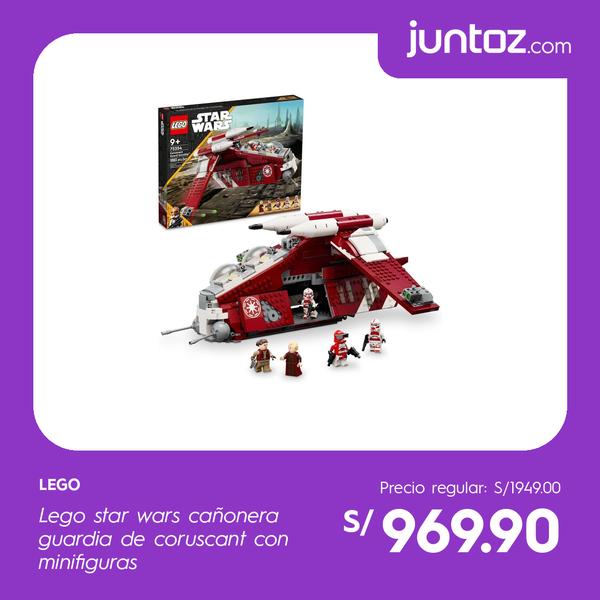 juntoz.com
LEGO
STAR
WARS
9+
75354
LEGO
Precio regular: S/1949.00
Lego star wars cañonera
guardia de coruscant con
minifiguras
S/ 969.90